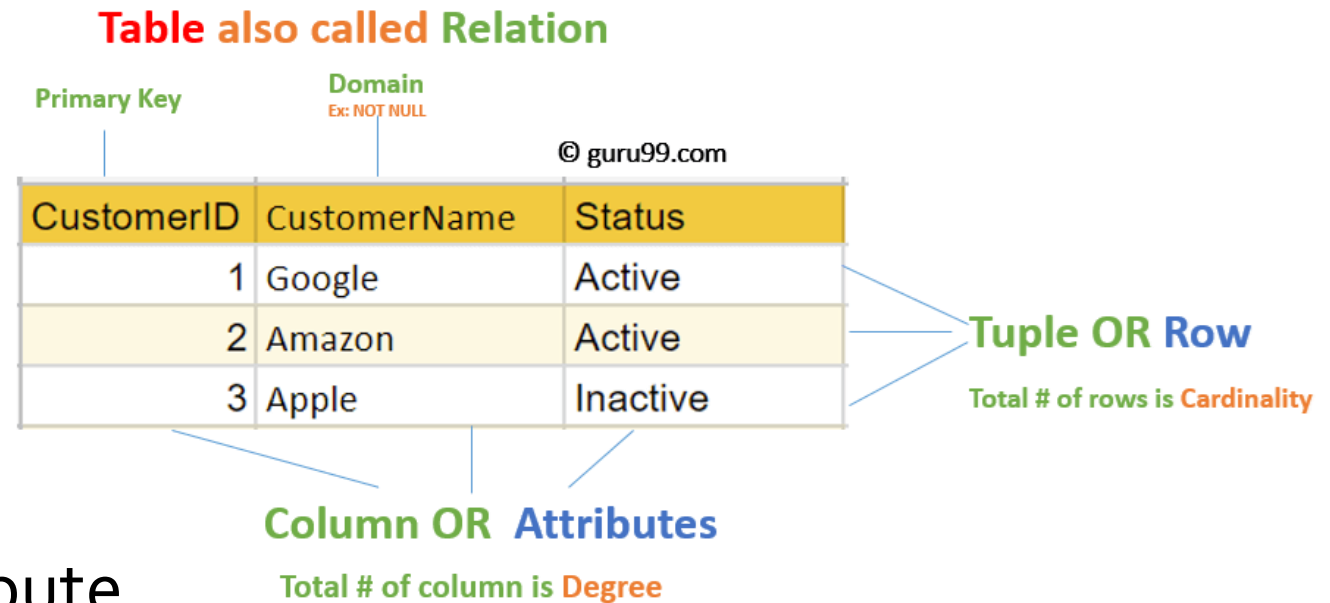 Table also called Relation
Primary Key
Domain
Ex: NOT NULL
© guru99.com
CustomerID CustomerName Status
1 Google Active
2 Amazon Active
3 Apple Inactive
Tuple OR Row
Total # of rows is Cardinality
Column OR Attributes
Total # of column is Degree